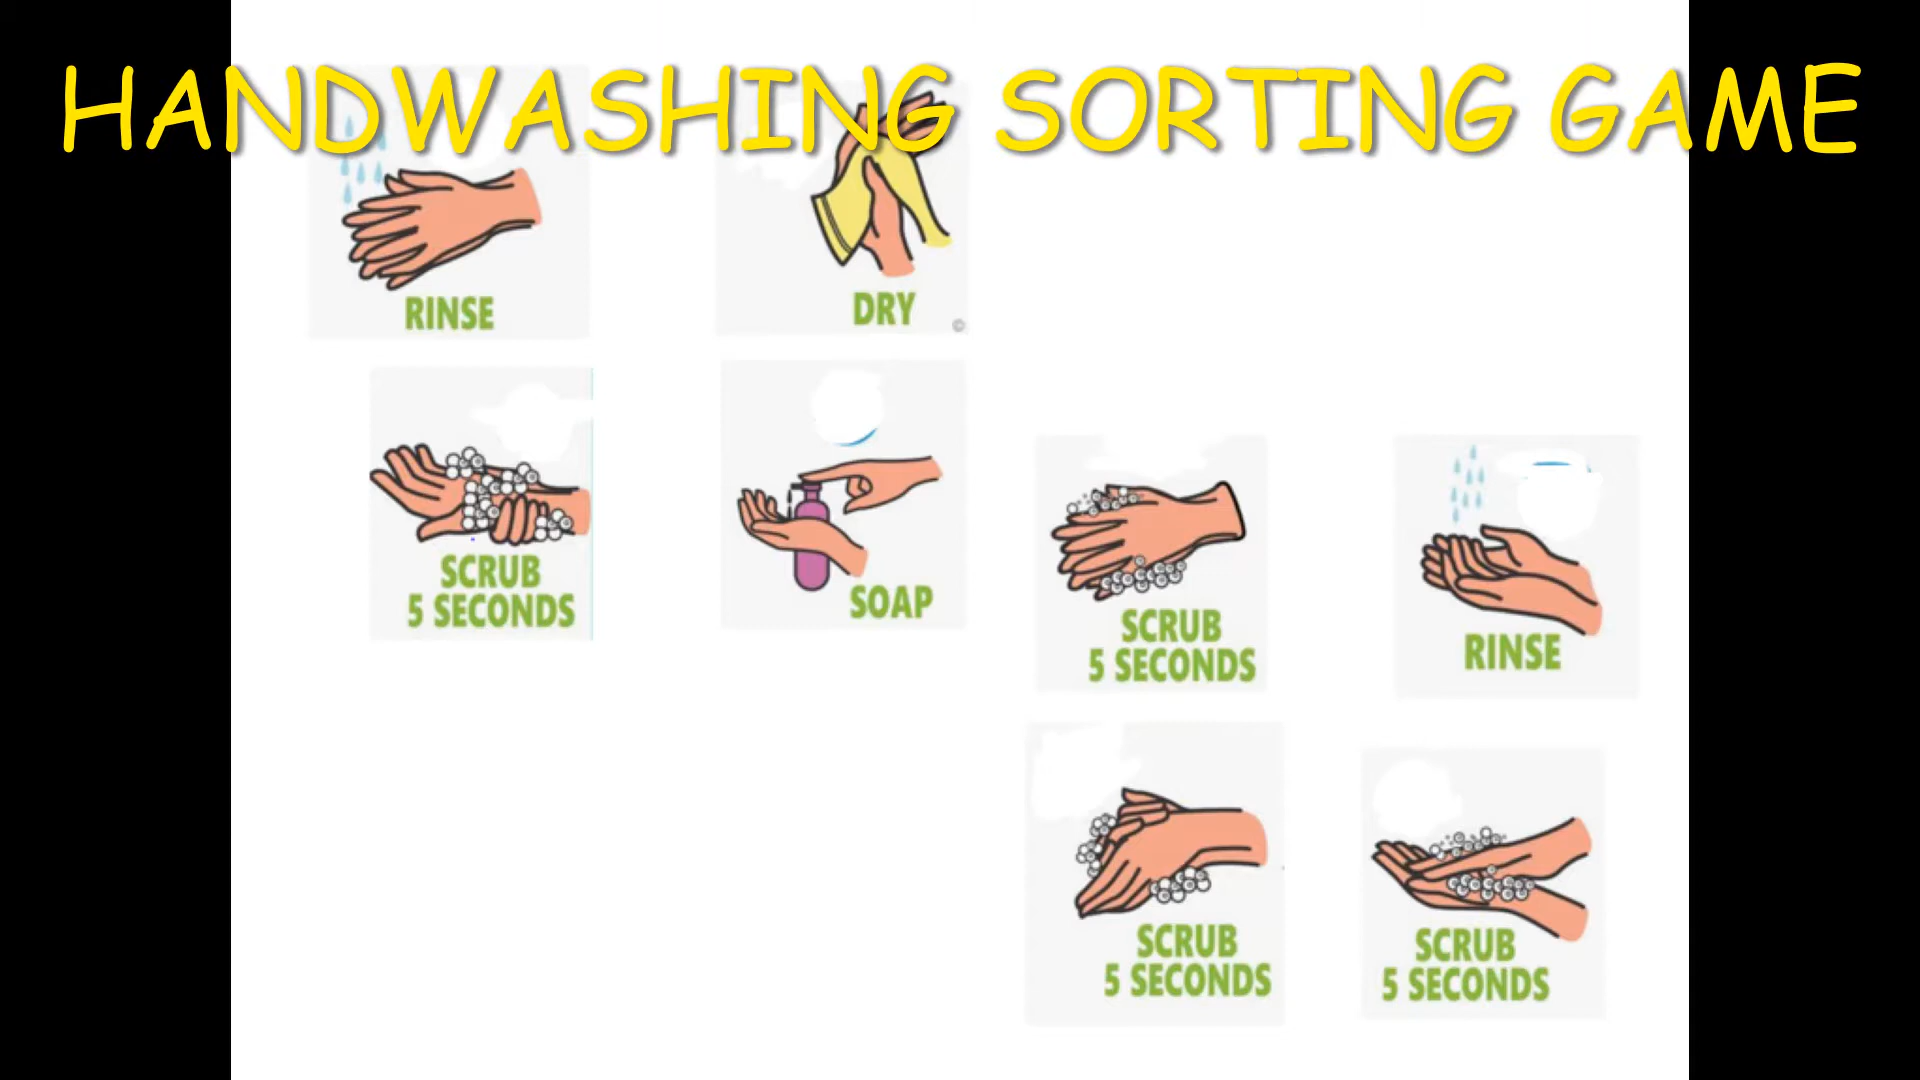 HANDWASHING SORTING GAME
RINSE
DRY
©
SCRUB
5 SECONDS
SOAP
SCRUB
5 SECONDS
RINSE
SCRUB
5 SECONDS
SCRUB
5 SECONDS